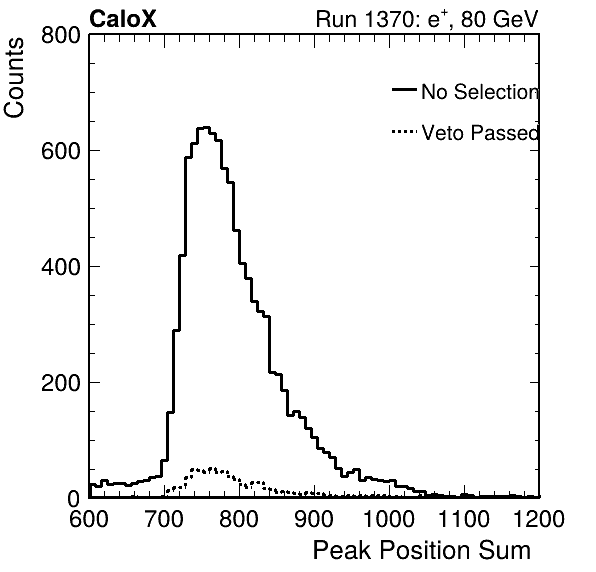 CaloX Run 1370: e⁺, 80 GeV
Counts
800
600
400
200
0
No Selection
Veto Passed
600 700 800 900 1000 1100 1200
Peak Position Sum